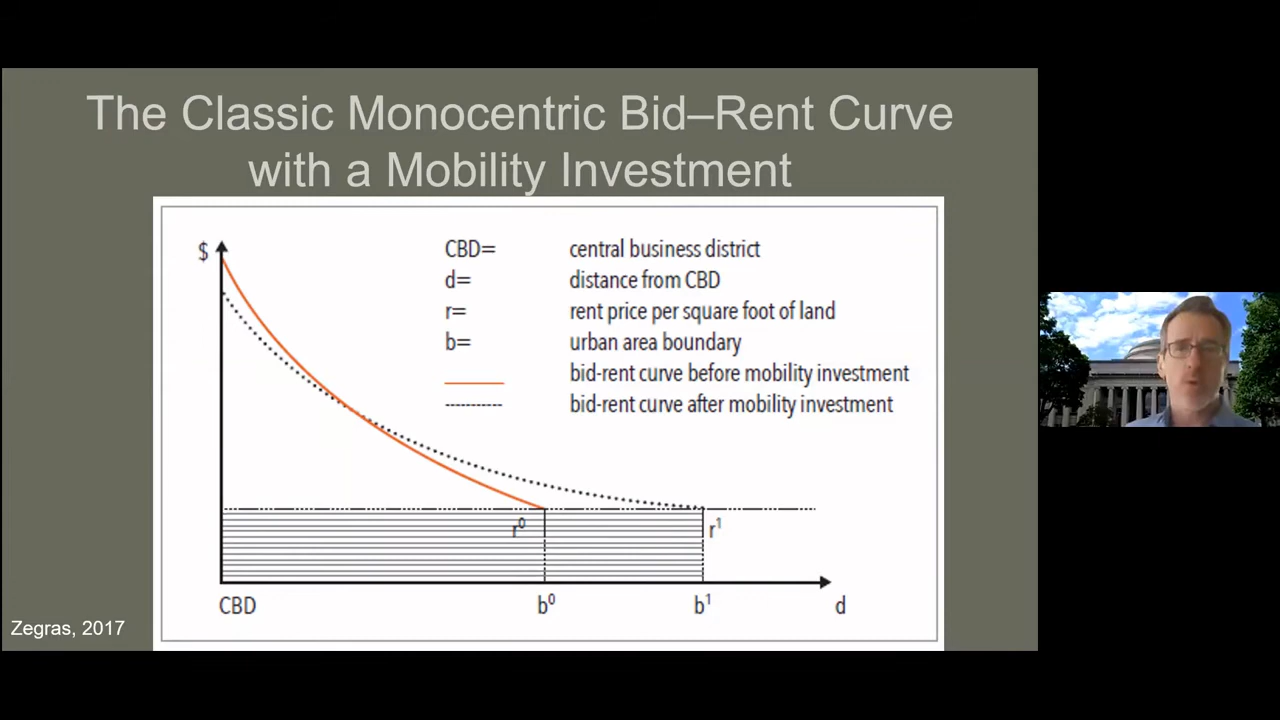 The Classic Monocentric Bid–Rent Curve
with a Mobility Investment
$
CBD= central business district
d= distance from CBD
r= rent price per square foot of land
b= urban area boundary
bid-rent curve before mobility investment
bid-rent curve after mobility investment
r⁰ r¹
CBD b⁰ b¹ d
Zegras, 2017